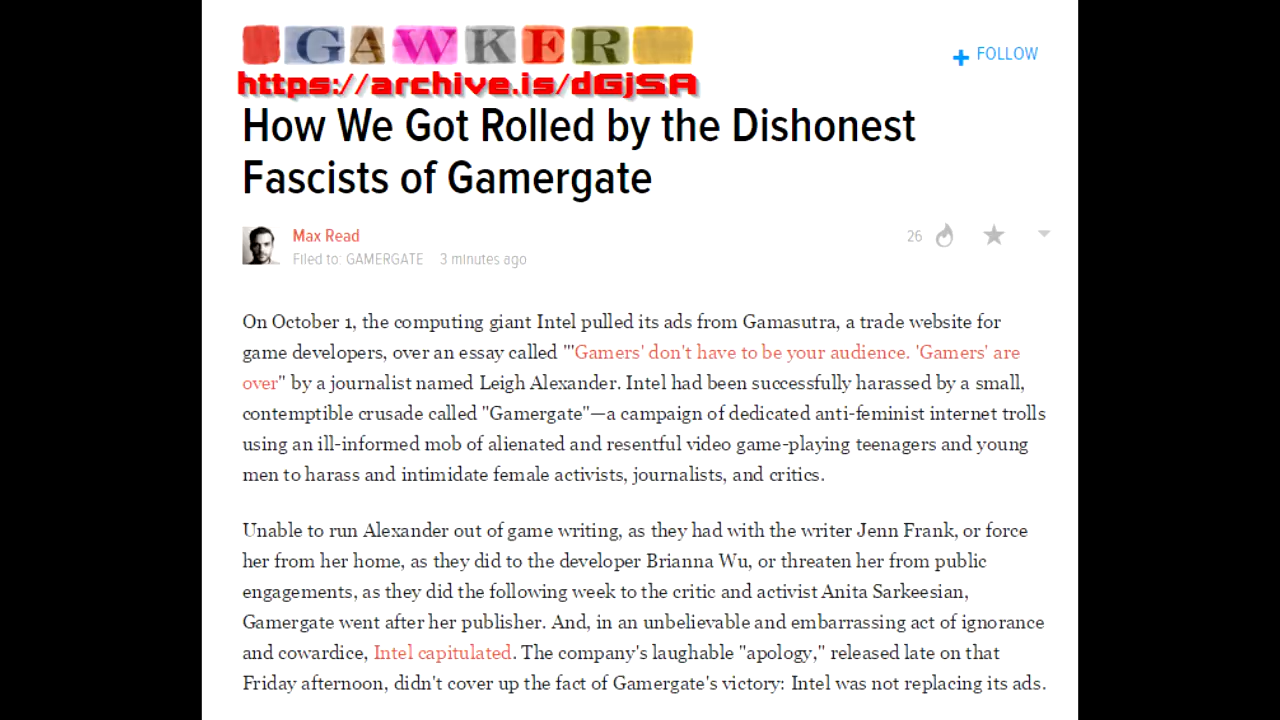 GAWKER
+ FOLLOW
https://archive.is/dGjSA
How We Got Rolled by the Dishonest
Fascists of Gamergate
Max Read
26
Filed to: GAMERGATE 3 minutes ago
On October 1, the computing giant Intel pulled its ads from Gamasutra, a trade website for
game developers, over an essay called "'Gamers' don't have to be your audience. 'Gamers' are
over" by a journalist named Leigh Alexander. Intel had been successfully harassed by a small,
contemptible crusade called "Gamergate"—a campaign of dedicated anti-feminist internet trolls
using an ill-informed mob of alienated and resentful video game-playing teenagers and young
men to harass and intimidate female activists, journalists, and critics.
Unable to run Alexander out of game writing, as they had with the writer Jenn Frank, or force
her from her home, as they did to the developer Brianna Wu, or threaten her from public
engagements, as they did the following week to the critic and activist Anita Sarkeesian,
Gamergate went after her publisher. And, in an unbelievable and embarrassing act of ignorance
and cowardice, Intel capitulated. The company's laughable "apology," released late on that
Friday afternoon, didn't cover up the fact of Gamergate's victory: Intel was not replacing its ads.